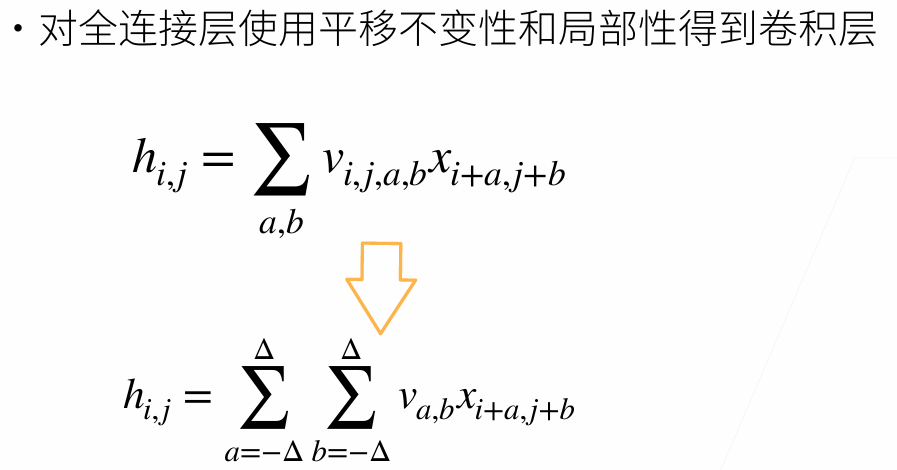 • 对全连接层使用平移不变性和局部性得到卷积层
h_{i,j} = \sum_{a,b} v_{i,j,a,b} x_{i+a,j+b}
h_{i,j} = \sum_{a=-\Delta}^{\Delta} \sum_{b=-\Delta}^{\Delta} v_{a,b} x_{i+a,j+b}